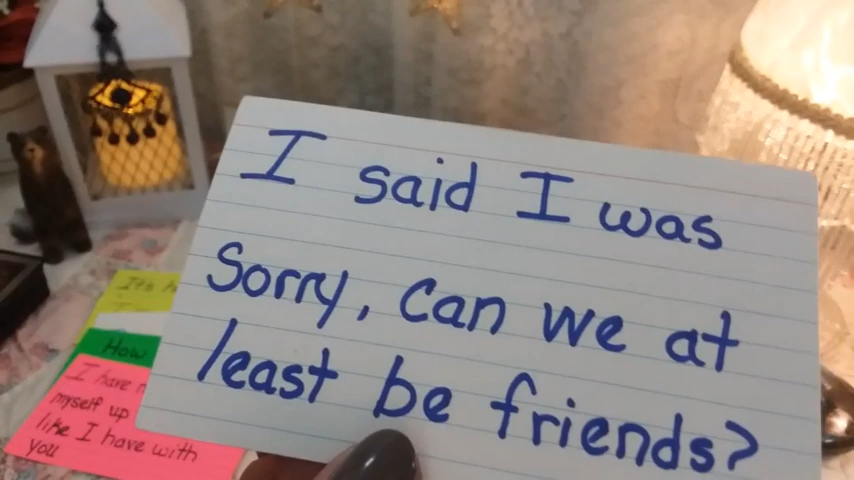 I said I was
Sorry, can we at
least be friends?
How
I have
myself up
like I have with
you